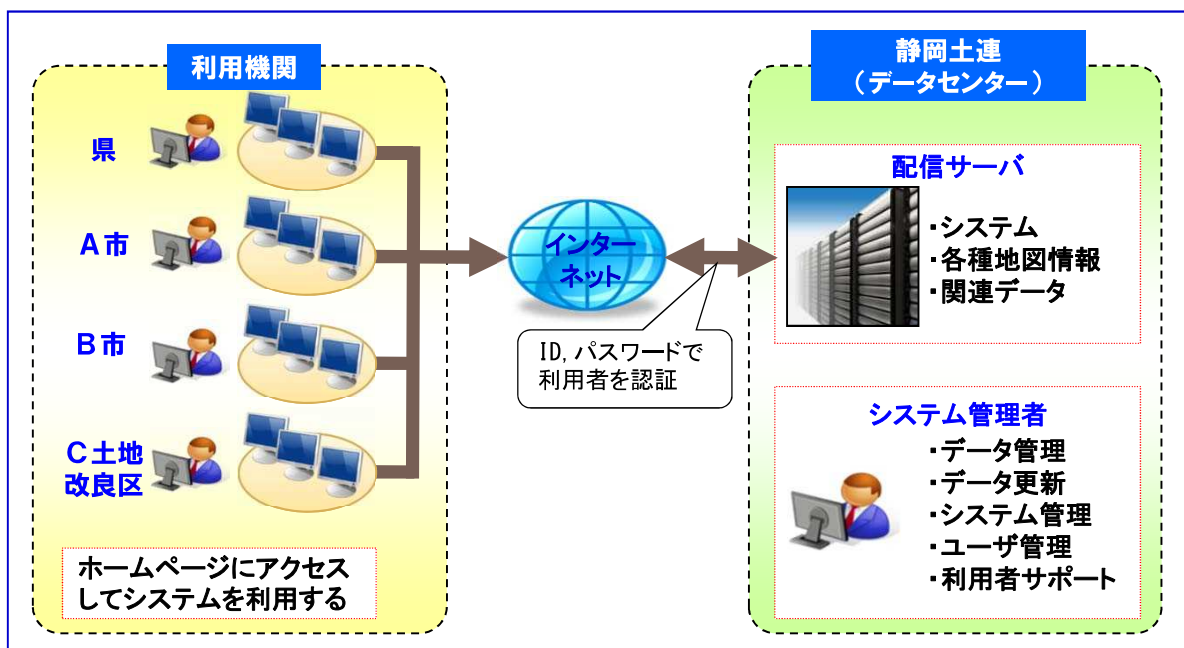 利用機関
県
A市
B市
C土地
改良区
ホームページにアクセス
してシステムを利用する
インター
ネット
ID, パスワードで
利用者を認証
静岡土連
（データセンター）
配信サーバ
・システム
・各種地図情報
・関連データ
システム管理者
・データ管理
・データ更新
・システム管理
・ユーザ管理
・利用者サポート